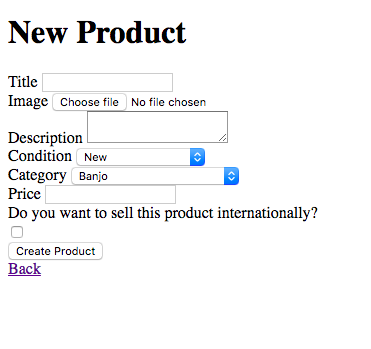 New Product
Title
Image Choose file No file chosen
Description
Condition New
Category Banjo
Price
Do you want to sell this product internationally?
Create Product
Back